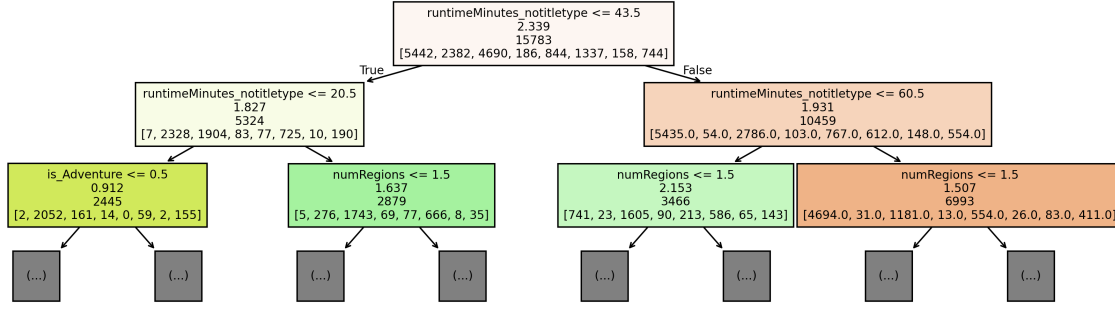 runtimeMinutes_notitletype <= 43.5
2.339
15783
[5442, 2382, 4690, 186, 844, 1337, 158, 744]
True
False
runtimeMinutes_notitletype <= 20.5
1.827
5324
[7, 2328, 1904, 83, 77, 725, 10, 190]
runtimeMinutes_notitletype <= 60.5
1.931
10459
[5435.0, 54.0, 2786.0, 103.0, 767.0, 612.0, 148.0, 554.0]
is_Adventure <= 0.5
0.912
2445
[2, 2052, 161, 14, 0, 59, 2, 155]
numRegions <= 1.5
1.637
2879
[5, 276, 1743, 69, 77, 666, 8, 35]
numRegions <= 1.5
2.153
3466
[741, 23, 1605, 90, 213, 586, 65, 143]
numRegions <= 1.5
1.507
6993
[4694.0, 31.0, 1181.0, 13.0, 554.0, 26.0, 83.0, 411.0]
(...)
(...)
(...)
(...)
(...)
(...)
(...)
(...)